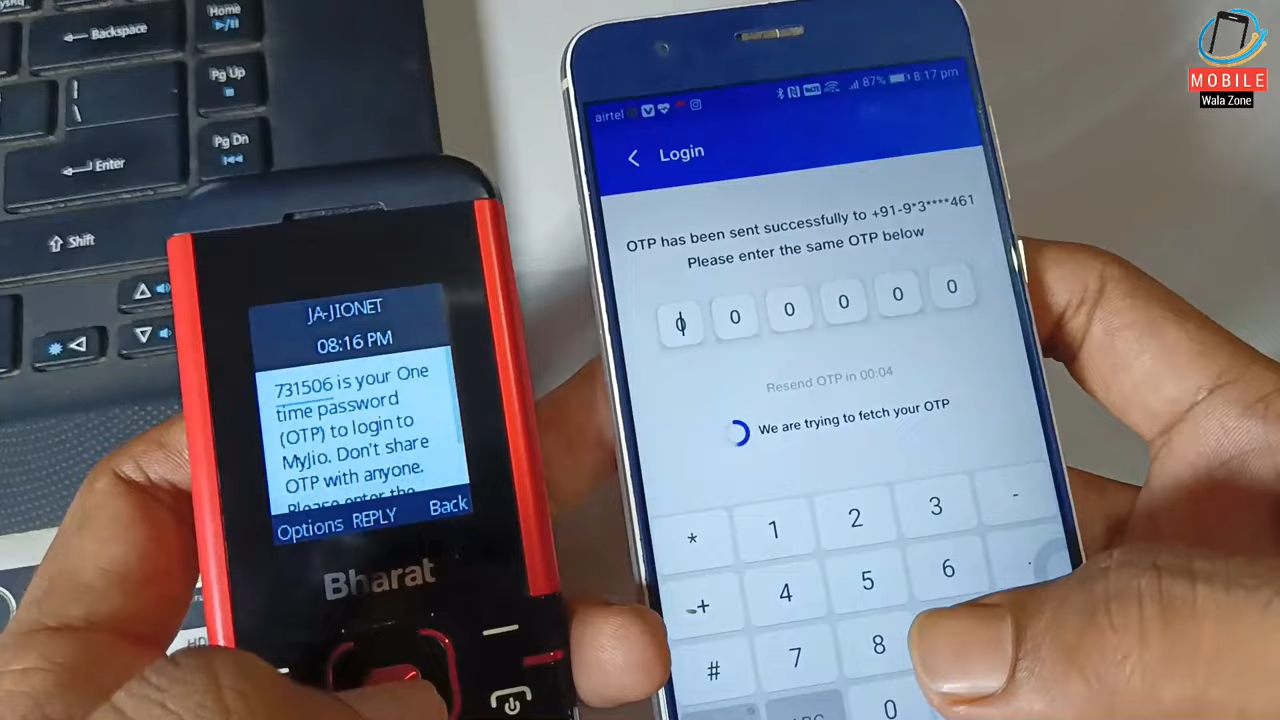 Backspace
Home
Pg Up
Pg Dn
Enter
Shift
MOBILE
Wala Zone
JA-JIONET
08:16 PM
731506 is your One
time password
(OTP) to login to
MyJio. Don't share
OTP with anyone.
Please enter the
Options REPLY Back
Bharat
airtel 87% 8:17 pm
Login
OTP has been sent successfully to +91-9*3****461
Please enter the same OTP below
0 0 0 0 0 0
Resend OTP in 00:04
We are trying to fetch your OTP
* 1 2 3 -
+ 4 5 6 .
# 7 8
0